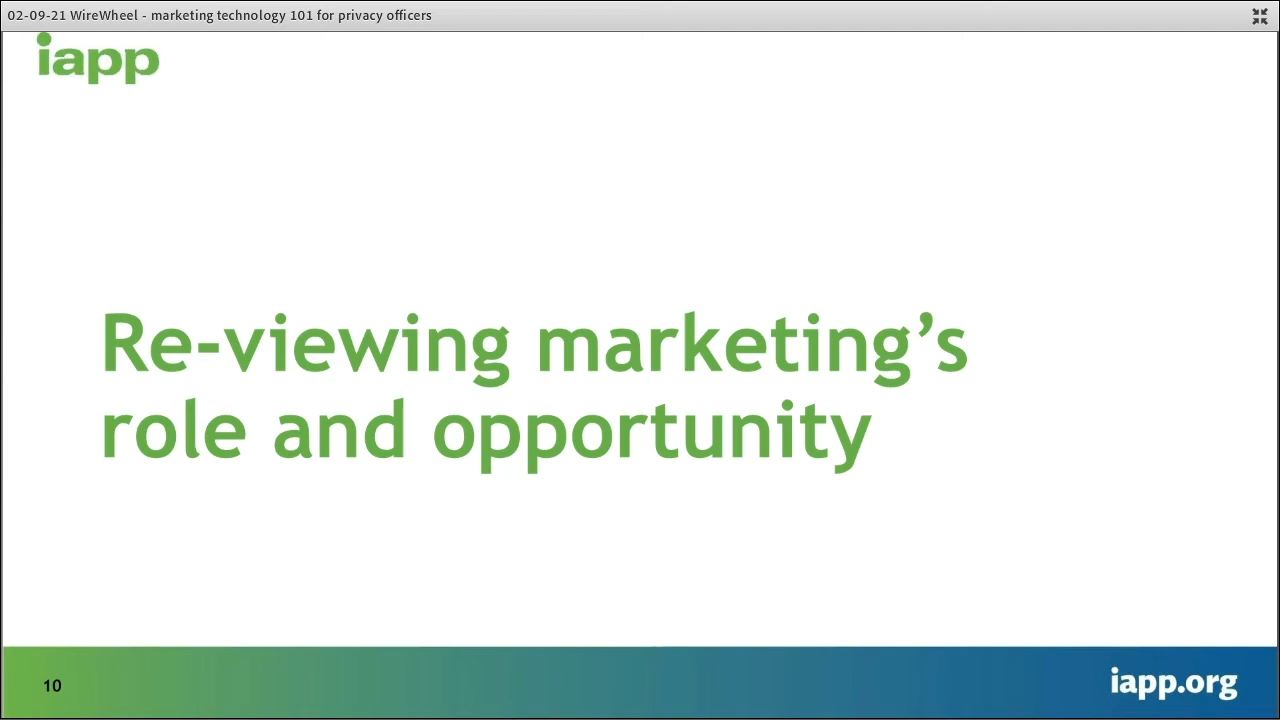 02-09-21 WireWheel - marketing technology 101 for privacy officers
iapp
Re-viewing marketing’s
role and opportunity
10
iapp.org